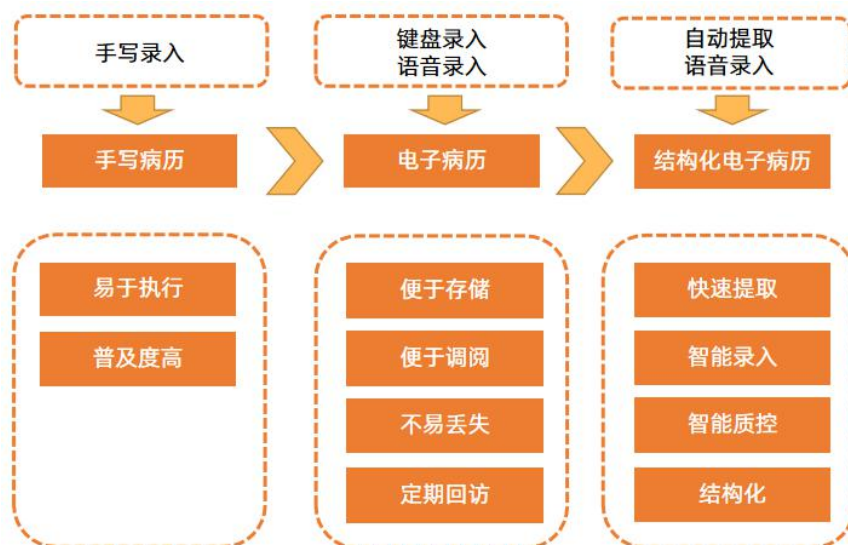 手写录入
键盘录入
语音录入
自动提取
语音录入
手写病历
电子病历
结构化电子病历
易于执行
普及度高
便于存储
便于调阅
不易丢失
定期回访
快速提取
智能录入
智能质控
结构化